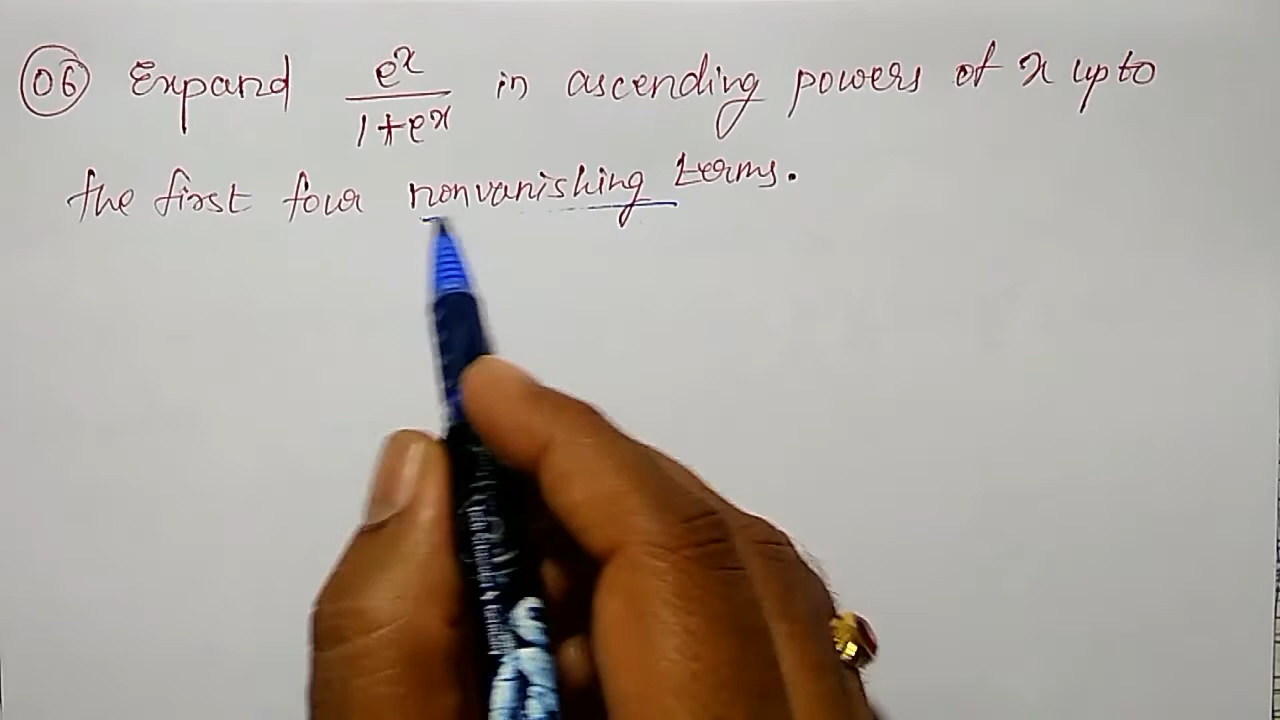 06 Expand e^x/1+e^x in ascending powers of x upto
the first four nonvanishing terms.